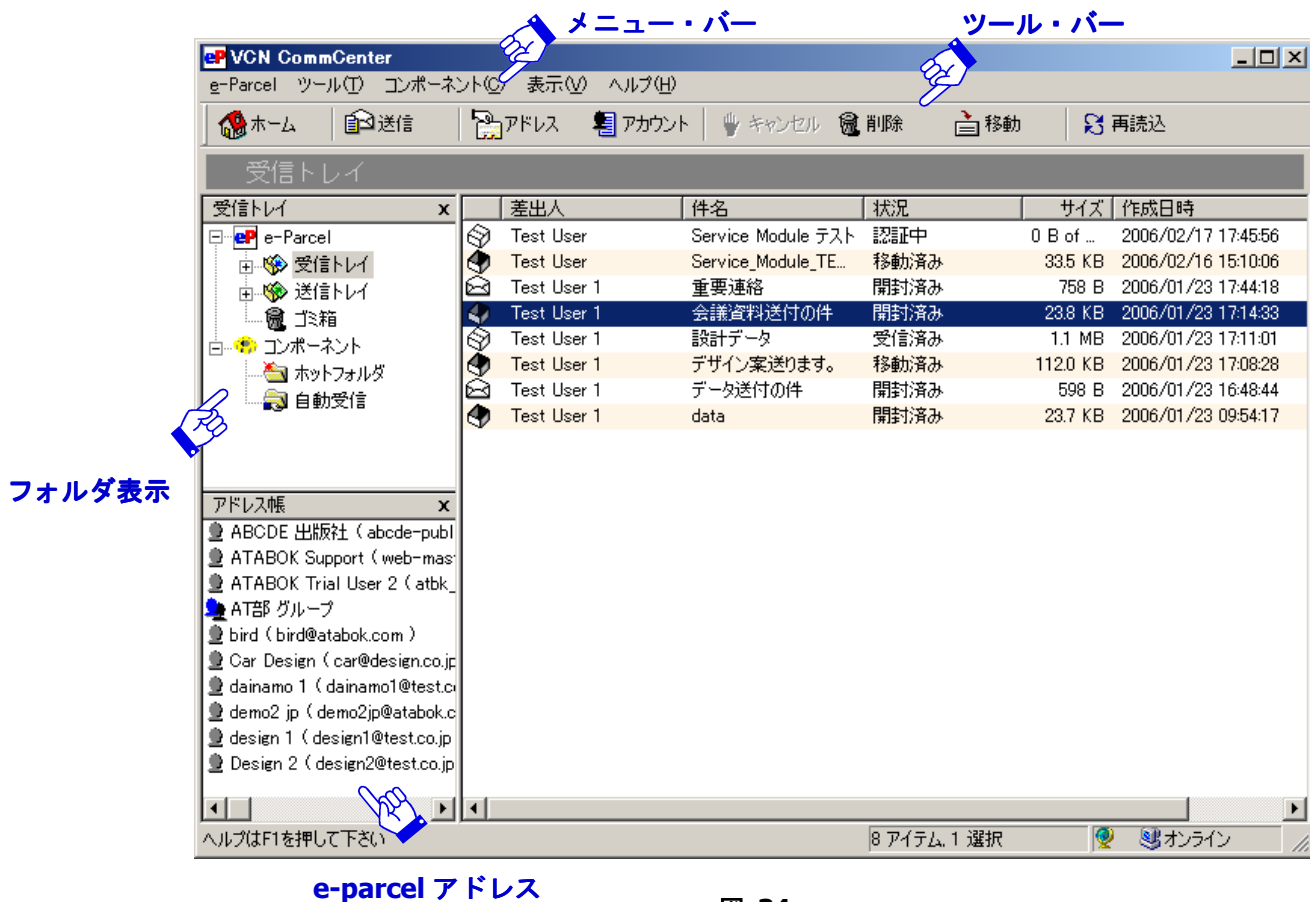 メニュー・バー
ツール・バー
eP VCN CommCenter
e-Parcel ツール(T) コンポーネント(C) 表示(V) ヘルプ(H)
ホーム 送信 アドレス アカウント キャンセル 削除 移動 再読込
受信トレイ
受信トレイ x
差出人 件名 状況 サイズ 作成日時
eP e-Parcel
受信トレイ
送信トレイ
ゴミ箱
コンポーネント
ホットフォルダ
自動受信
Test User Service Module テスト 認証中 0 B of ... 2006/02/17 17:45:56
Test User Service_Module_TE... 移動済み 33.5 KB 2006/02/16 15:10:06
Test User 1 重要連絡 開封済み 758 B 2006/01/23 17:44:18
Test User 1 会議資料送付の件 開封済み 23.8 KB 2006/01/23 17:14:33
Test User 1 設計データ 受信済み 1.1 MB 2006/01/23 17:11:01
Test User 1 デザイン案送ります。 移動済み 112.0 KB 2006/01/23 17:08:28
Test User 1 データ送付の件 開封済み 598 B 2006/01/23 16:48:44
Test User 1 data 開封済み 23.7 KB 2006/01/23 09:54:17
フォルダ表示
アドレス帳 x
ABCDE 出版社 ( abcde-publ
ATABOK Support ( web-mas
ATABOK Trial User 2 ( atbk_
AT部 グループ
bird ( bird@atabok.com )
Car Design ( car@design.co.jp
dainamo 1 ( dainamo1@test.c
demo2 jp ( demo2jp@atabok.c
design 1 ( design1@test.co.jp
Design 2 ( design2@test.co.jp
ヘルプはF1を押して下さい
8 アイテム, 1 選択
オンライン
e-parcel アドレス